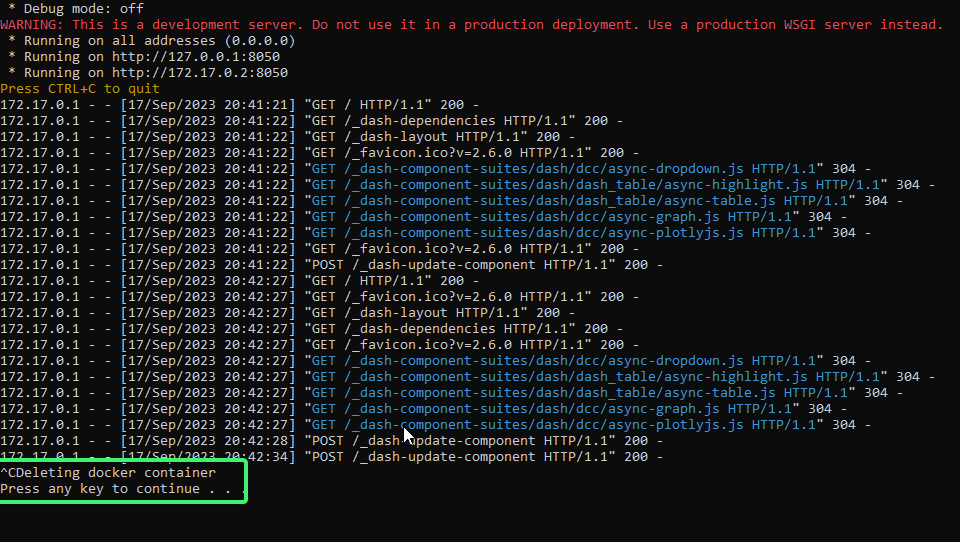 * Debug mode: off
WARNING: This is a development server. Do not use it in a production deployment. Use a production WSGI server instead.
* Running on all addresses (0.0.0.0)
* Running on http://127.0.0.1:8050
* Running on http://172.17.0.2:8050
Press CTRL+C to quit
172.17.0.1 - - [17/Sep/2023 20:41:21] "GET / HTTP/1.1" 200 -
172.17.0.1 - - [17/Sep/2023 20:41:22] "GET /_dash-dependencies HTTP/1.1" 200 -
172.17.0.1 - - [17/Sep/2023 20:41:22] "GET /_dash-layout HTTP/1.1" 200 -
172.17.0.1 - - [17/Sep/2023 20:41:22] "GET /_favicon.ico?v=2.6.0 HTTP/1.1" 200 -
172.17.0.1 - - [17/Sep/2023 20:41:22] "GET /_dash-component-suites/dash/dcc/async-dropdown.js HTTP/1.1" 304 -
172.17.0.1 - - [17/Sep/2023 20:41:22] "GET /_dash-component-suites/dash/dash_table/async-highlight.js HTTP/1.1" 304 -
172.17.0.1 - - [17/Sep/2023 20:41:22] "GET /_dash-component-suites/dash/dash_table/async-table.js HTTP/1.1" 304 -
172.17.0.1 - - [17/Sep/2023 20:41:22] "GET /_dash-component-suites/dash/dcc/async-graph.js HTTP/1.1" 304 -
172.17.0.1 - - [17/Sep/2023 20:41:22] "GET /_dash-component-suites/dash/dcc/async-plotlyjs.js HTTP/1.1" 304 -
172.17.0.1 - - [17/Sep/2023 20:41:22] "GET /_favicon.ico?v=2.6.0 HTTP/1.1" 200 -
172.17.0.1 - - [17/Sep/2023 20:41:22] "POST /_dash-update-component HTTP/1.1" 200 -
172.17.0.1 - - [17/Sep/2023 20:42:27] "GET / HTTP/1.1" 200 -
172.17.0.1 - - [17/Sep/2023 20:42:27] "GET /_favicon.ico?v=2.6.0 HTTP/1.1" 200 -
172.17.0.1 - - [17/Sep/2023 20:42:27] "GET /_dash-layout HTTP/1.1" 200 -
172.17.0.1 - - [17/Sep/2023 20:42:27] "GET /_dash-dependencies HTTP/1.1" 200 -
172.17.0.1 - - [17/Sep/2023 20:42:27] "GET /_favicon.ico?v=2.6.0 HTTP/1.1" 200 -
172.17.0.1 - - [17/Sep/2023 20:42:27] "GET /_dash-component-suites/dash/dcc/async-dropdown.js HTTP/1.1" 304 -
172.17.0.1 - - [17/Sep/2023 20:42:27] "GET /_dash-component-suites/dash/dash_table/async-highlight.js HTTP/1.1" 304 -
172.17.0.1 - - [17/Sep/2023 20:42:27] "GET /_dash-component-suites/dash/dash_table/async-table.js HTTP/1.1" 304 -
172.17.0.1 - - [17/Sep/2023 20:42:27] "GET /_dash-component-suites/dash/dcc/async-graph.js HTTP/1.1" 304 -
172.17.0.1 - - [17/Sep/2023 20:42:27] "GET /_dash-component-suites/dash/dcc/async-plotlyjs.js HTTP/1.1" 304 -
172.17.0.1 - - [17/Sep/2023 20:42:28] "POST /_dash-update-component HTTP/1.1" 200 -
172.17.0.1 - - [17/Sep/2023 20:42:34] "POST /_dash-update-component HTTP/1.1" 200 -
^CDeleting docker container
Press any key to continue . . .